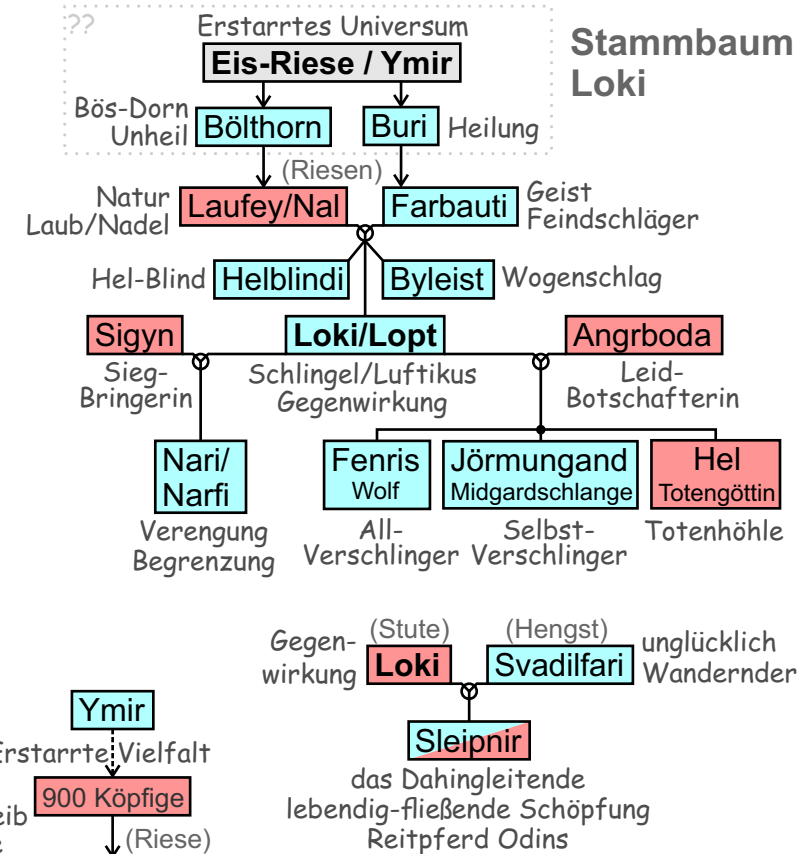 ??
Erstarrtes Universum
Stammbaum
Loki
Eis-Riese / Ymir
Bös-Dorn
Unheil
Bölthorn
Buri
Heilung
(Riesen)
Natur
Laub/Nadel
Laufey/Nal
Farbauti
Geist
Feindschläger
Hel-Blind
Helblindi
Byleist
Wogenschlag
Sigyn
Loki/Lopt
Angrboda
Sieg-
Bringerin
Schlingel/Luftikus
Gegenwirkung
Leid-
Botschafterin
Nari/
Narfi
Fenris
Wolf
Jörmungand
Midgardschlange
Hel
Totengöttin
Verengung
Begrenzung
All-
Verschlinger
Selbst-
Verschlinger
Totenhöhle
Gegen-
wirkung
(Stute)
Loki
(Hengst)
Svadilfari
unglücklich
Wandernder
Sleipnir
das Dahingleitende
lebendig-fließende Schöpfung
Reitpferd Odins
Ymir
Erstarrte Vielfalt
900 Köpfige
(Riese)